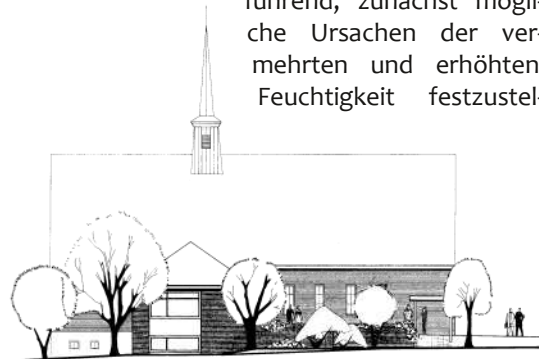 führend, zunächst mögli-
che Ursachen der ver-
mehrten und erhöhten
Feuchtigkeit festzustel-